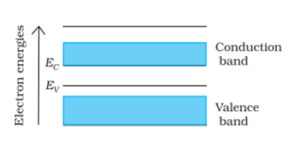 Electron energies
Conduction
band
E_C
E_V
Valence
band